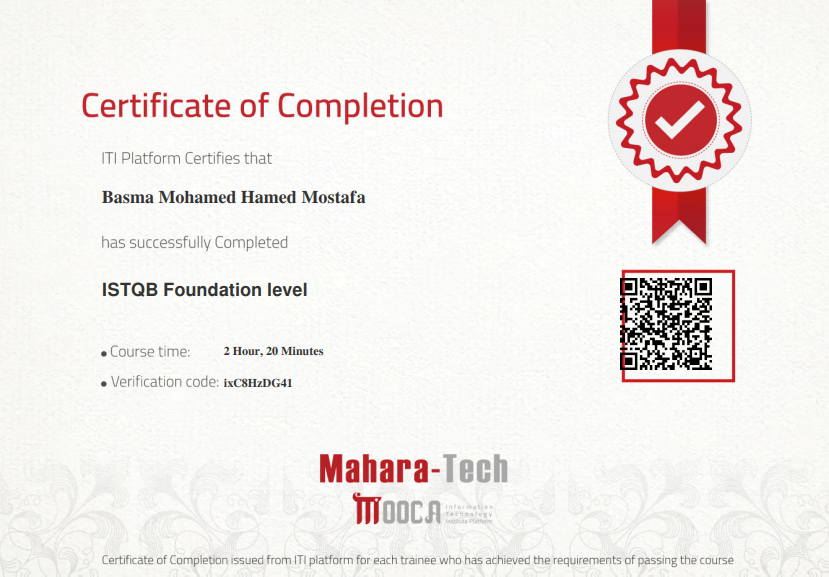 Certificate of Completion
ITI Platform Certifies that
Basma Mohamed Hamed Mostafa
has successfully Completed
ISTQB Foundation level
Course time: 2 Hour, 20 Minutes
Verification code: ixC8HzDG41
Mahara-Tech
MOOCA
Information
Technology
Institute Platform
Certificate of Completion issued from ITI platform for each trainee who has achieved the requirements of passing the course